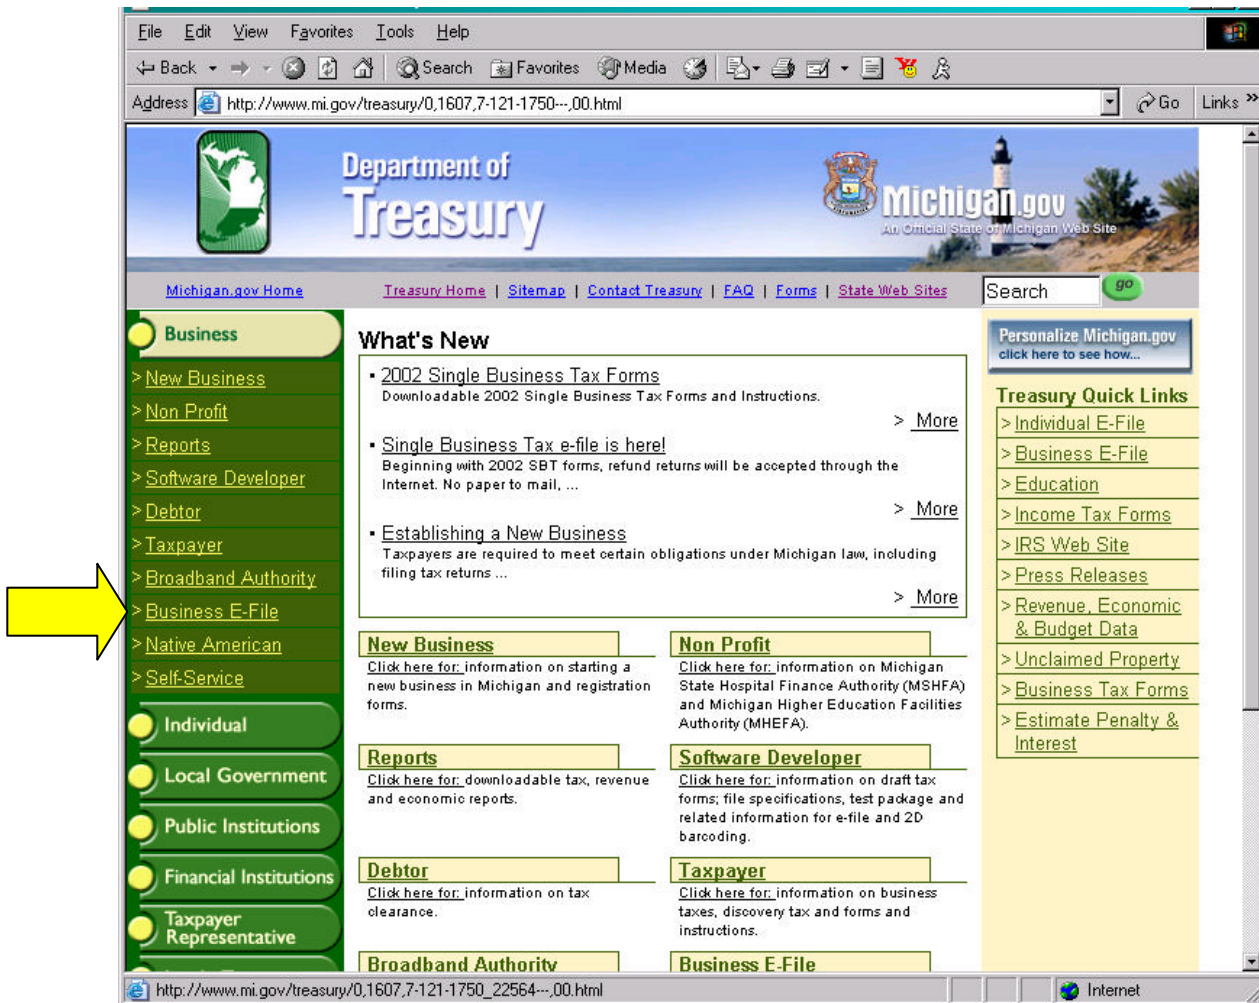 File Edit View Favorites Tools Help
Back Search Favorites Media
Address http://www.mi.gov/treasury/0,1607,7-121-1750---,00.html Go Links »
Department of
Treasury
Michigan.gov
An Official State of Michigan Web Site
Michigan.gov Home Treasury Home | Sitemap | Contact Treasury | FAQ | Forms | State Web Sites Search go
Business
> New Business
> Non Profit
> Reports
> Software Developer
> Debtor
> Taxpayer
> Broadband Authority
> Business E-File
> Native American
> Self-Service
Individual
Local Government
Public Institutions
Financial Institutions
Taxpayer
Representative
What's New
• 2002 Single Business Tax Forms
Downloadable 2002 Single Business Tax Forms and Instructions.
> More
• Single Business Tax e-file is here!
Beginning with 2002 SBT forms, refund returns will be accepted through the
Internet. No paper to mail, ...
> More
• Establishing a New Business
Taxpayers are required to meet certain obligations under Michigan law, including
filing tax returns ...
> More
New Business
Click here for: information on starting a
new business in Michigan and registration
forms.
Non Profit
Click here for: information on Michigan
State Hospital Finance Authority (MSHFA)
and Michigan Higher Education Facilities
Authority (MHEFA).
Reports
Click here for: downloadable tax, revenue
and economic reports.
Software Developer
Click here for: information on draft tax
forms; file specifications, test package and
related information for e-file and 2D
barcoding.
Debtor
Click here for: information on tax
clearance.
Taxpayer
Click here for: information on business
taxes, discovery tax and forms and
instructions.
Broadband Authority
Business E-File
Personalize Michigan.gov
click here to see how...
Treasury Quick Links
> Individual E-File
> Business E-File
> Education
> Income Tax Forms
> IRS Web Site
> Press Releases
> Revenue, Economic
& Budget Data
> Unclaimed Property
> Business Tax Forms
> Estimate Penalty &
Interest
http://www.mi.gov/treasury/0,1607,7-121-1750_22564---,00.html Internet